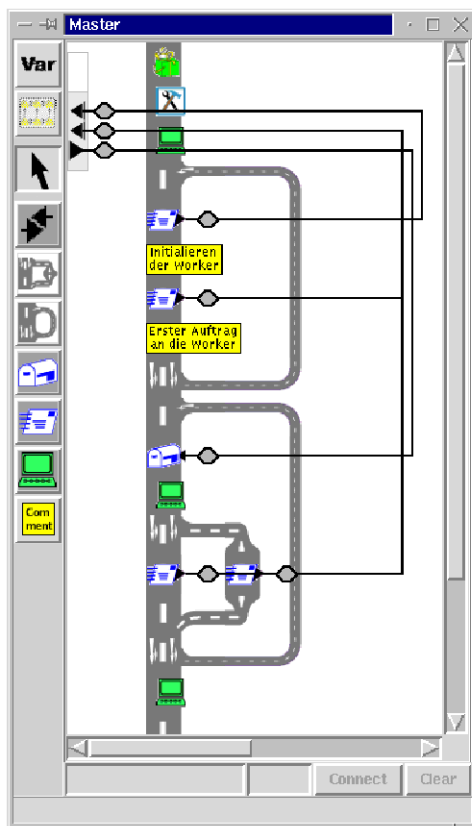 Master
Var
Initialieren
der Worker
Erster Auftrag
an die Worker
Com
ment
Connect
Clear